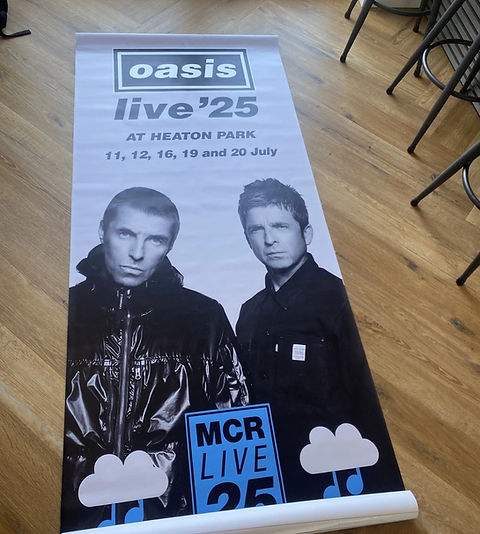 oasis
live '25
AT HEATON PARK
11, 12, 16, 19 and 20 July
MCR
LIVE
25